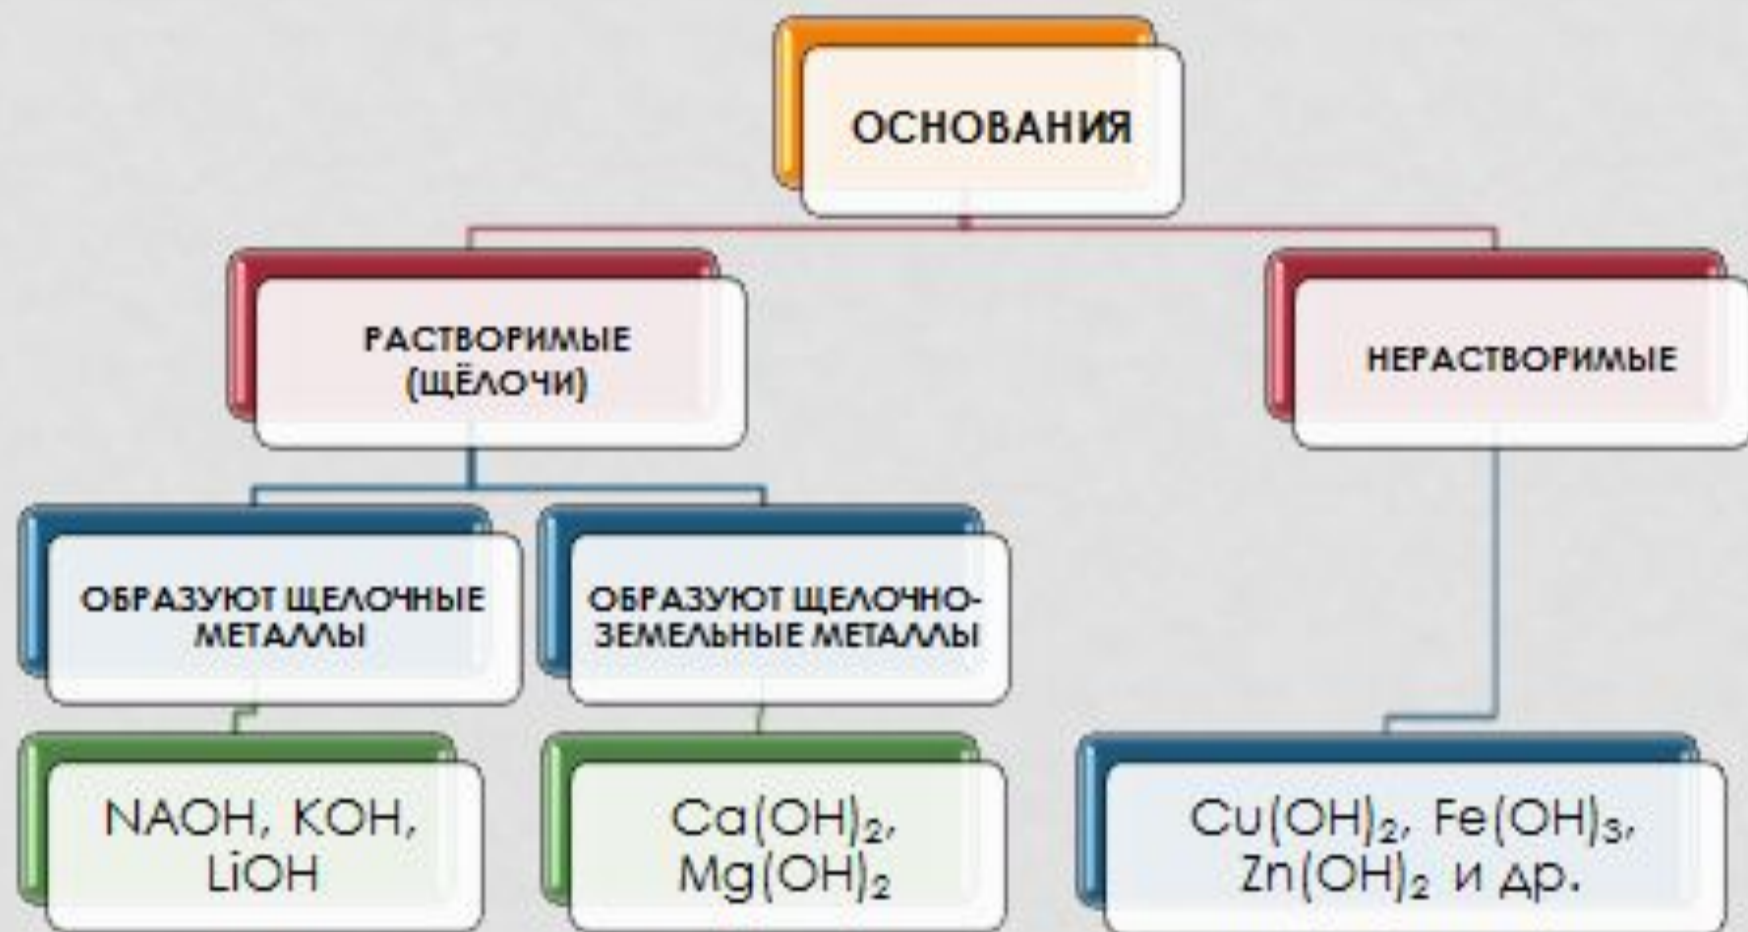 ОСНОВАНИЯ
РАСТВОРИМЫЕ
(ЩЁЛОЧИ)
НЕРАСТВОРИМЫЕ
ОБРАЗУЮТ ЩЕЛОЧНЫЕ
МЕТАЛЛЫ
ОБРАЗУЮТ ЩЕЛОЧНО-
ЗЕМЕЛЬНЫЕ МЕТАЛЛЫ
NAOH, KOH,
LiOH
Ca(OH)₂,
Mg(OH)₂
Cu(OH)₂, Fe(OH)₃,
Zn(OH)₂ и др.